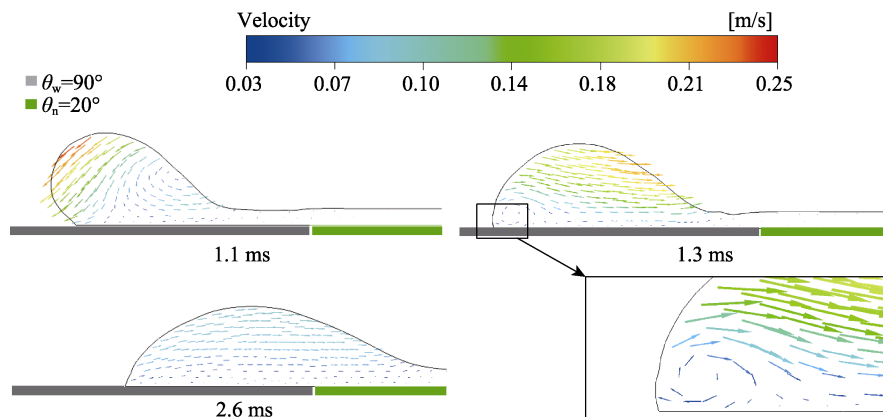 Velocity [m/s]
0.03 0.07 0.10 0.14 0.18 0.21 0.25
θw=90°
θn=20°
1.1 ms
1.3 ms
2.6 ms